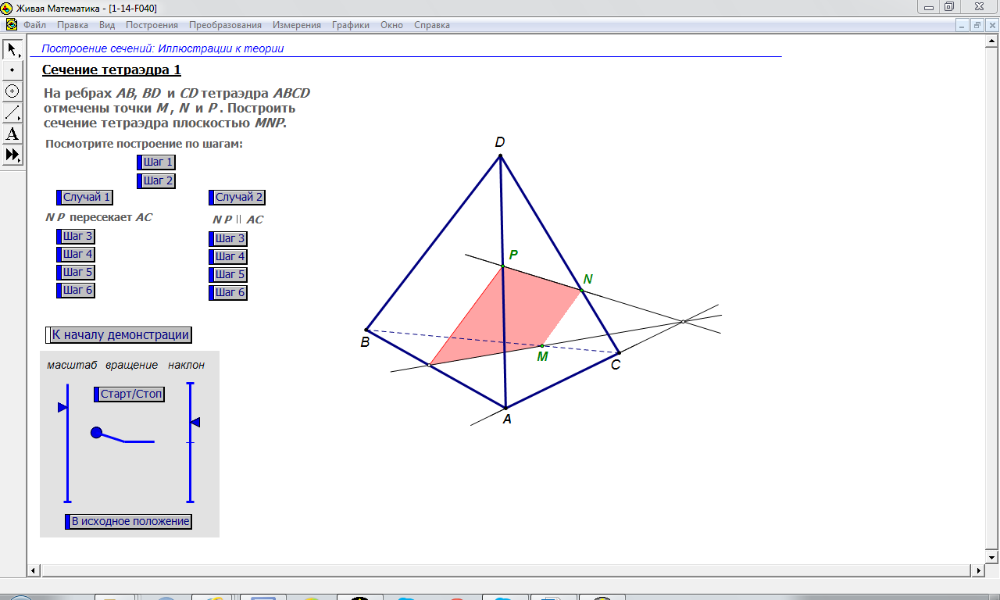 Живая Математика - [1-14-F040]
Файл Правка Вид Построения Преобразования Измерения Графики Окно Справка
Построение сечений: Иллюстрации к теории
Сечение тетраэдра 1
На ребрах AB, BD и CD тетраэдра ABCD
отмечены точки M , N и P . Построить
сечение тетраэдра плоскостью MNP.
Посмотрите построение по шагам:
Шаг 1
Шаг 2
Случай 1
Случай 2
N P пересекает AC
N P || AC
Шаг 3
Шаг 3
Шаг 4
Шаг 4
Шаг 5
Шаг 5
Шаг 6
Шаг 6
К началу демонстрации
масштаб вращение наклон
Старт/Стоп
В исходное положение
A
D
P
N
B
M
C
A